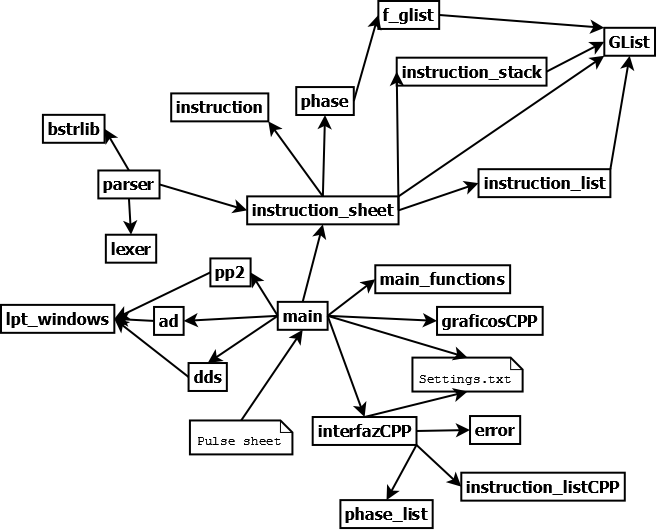 f_glist
GList
instruction_stack
instruction
phase
bstrlib
parser
instruction_list
instruction_sheet
lexer
pp2
main_functions
lpt_windows
ad
main
graficosCPP
dds
Settings.txt
Pulse sheet
interfazCPP
error
instruction_listCPP
phase_list